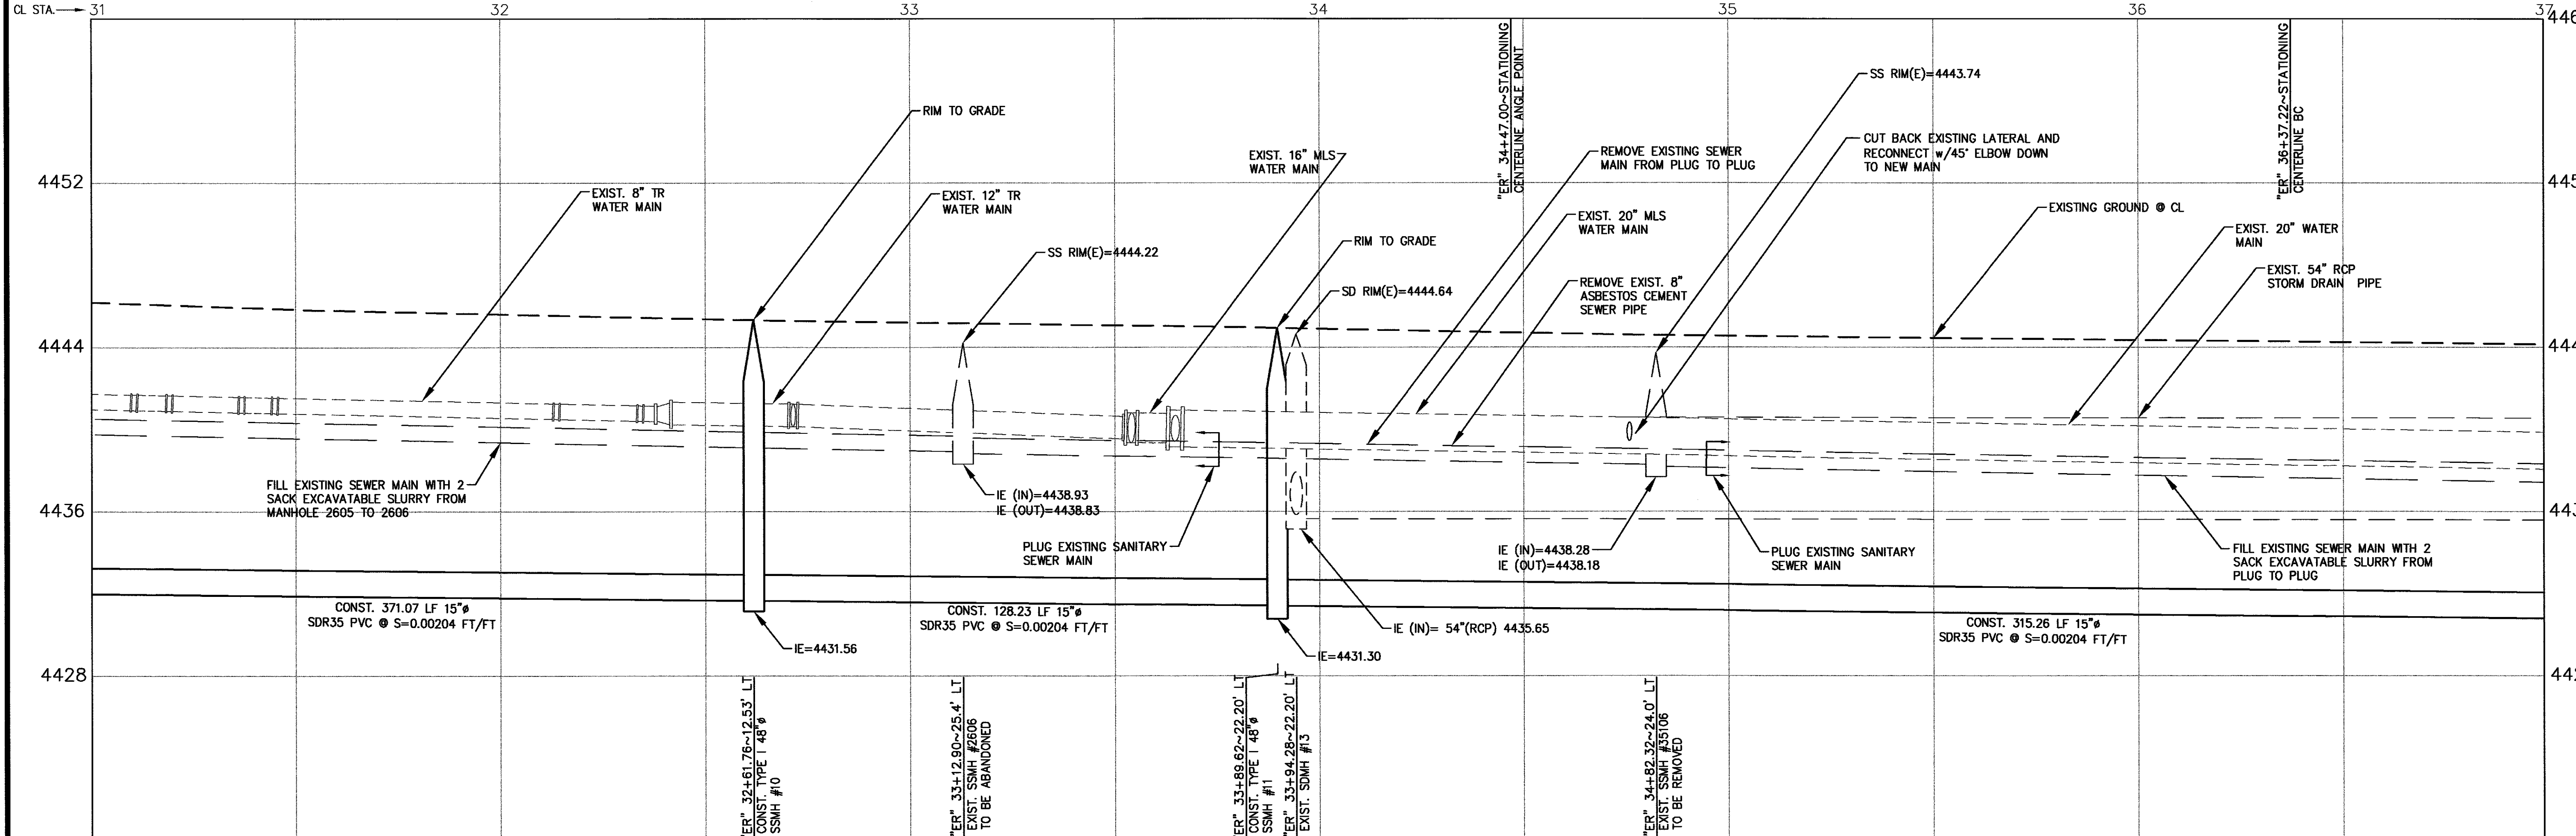 CL STA.
31
32
33
34
35
36
37
446
4452
445
4444
444
4436
443
4428
442
"ER" 34+47.00~STATIONING
CENTERLINE ANGLE POINT
"ER" 36+37.22~STATIONING
CENTERLINE BC
RIM TO GRADE
SS RIM(E)=4443.74
EXIST. 16" MLS
WATER MAIN
REMOVE EXISTING SEWER
MAIN FROM PLUG TO PLUG
CUT BACK EXISTING LATERAL AND
RECONNECT w/45° ELBOW DOWN
TO NEW MAIN
EXIST. 8" TR
WATER MAIN
EXIST. 12" TR
WATER MAIN
EXIST. 20" MLS
WATER MAIN
EXISTING GROUND @ CL
EXIST. 20" WATER
MAIN
SS RIM(E)=4444.22
RIM TO GRADE
SD RIM(E)=4444.64
REMOVE EXIST. 8"
ASBESTOS CEMENT
SEWER PIPE
EXIST. 54" RCP
STORM DRAIN PIPE
FILL EXISTING SEWER MAIN WITH 2
SACK EXCAVATABLE SLURRY FROM
MANHOLE 2605 TO 2606
IE (IN)=4438.93
IE (OUT)=4438.83
PLUG EXISTING SANITARY
SEWER MAIN
IE (IN)=4438.28
IE (OUT)=4438.18
PLUG EXISTING SANITARY
SEWER MAIN
FILL EXISTING SEWER MAIN WITH 2
SACK EXCAVATABLE SLURRY FROM
PLUG TO PLUG
CONST. 371.07 LF 15"ø
SDR35 PVC @ S=0.00204 FT/FT
CONST. 128.23 LF 15"ø
SDR35 PVC @ S=0.00204 FT/FT
CONST. 315.26 LF 15"ø
SDR35 PVC @ S=0.00204 FT/FT
IE (IN)= 54"(RCP) 4435.65
IE=4431.56
IE=4431.30
"ER" 32+61.76~12.53' LT
CONST. TYPE I 48"ø
SSMH #10
"ER" 33+12.90~25.4' LT
EXIST. SSMH #2606
TO BE ABANDONED
"ER" 33+89.62~22.20' LT
CONST. TYPE I 48"ø
SSMH #11
"ER" 33+94.28~22.20' LT
EXIST. SDMH #13
"ER" 34+82.32~24.0' LT
EXIST. SSMH #35106
TO BE REMOVED